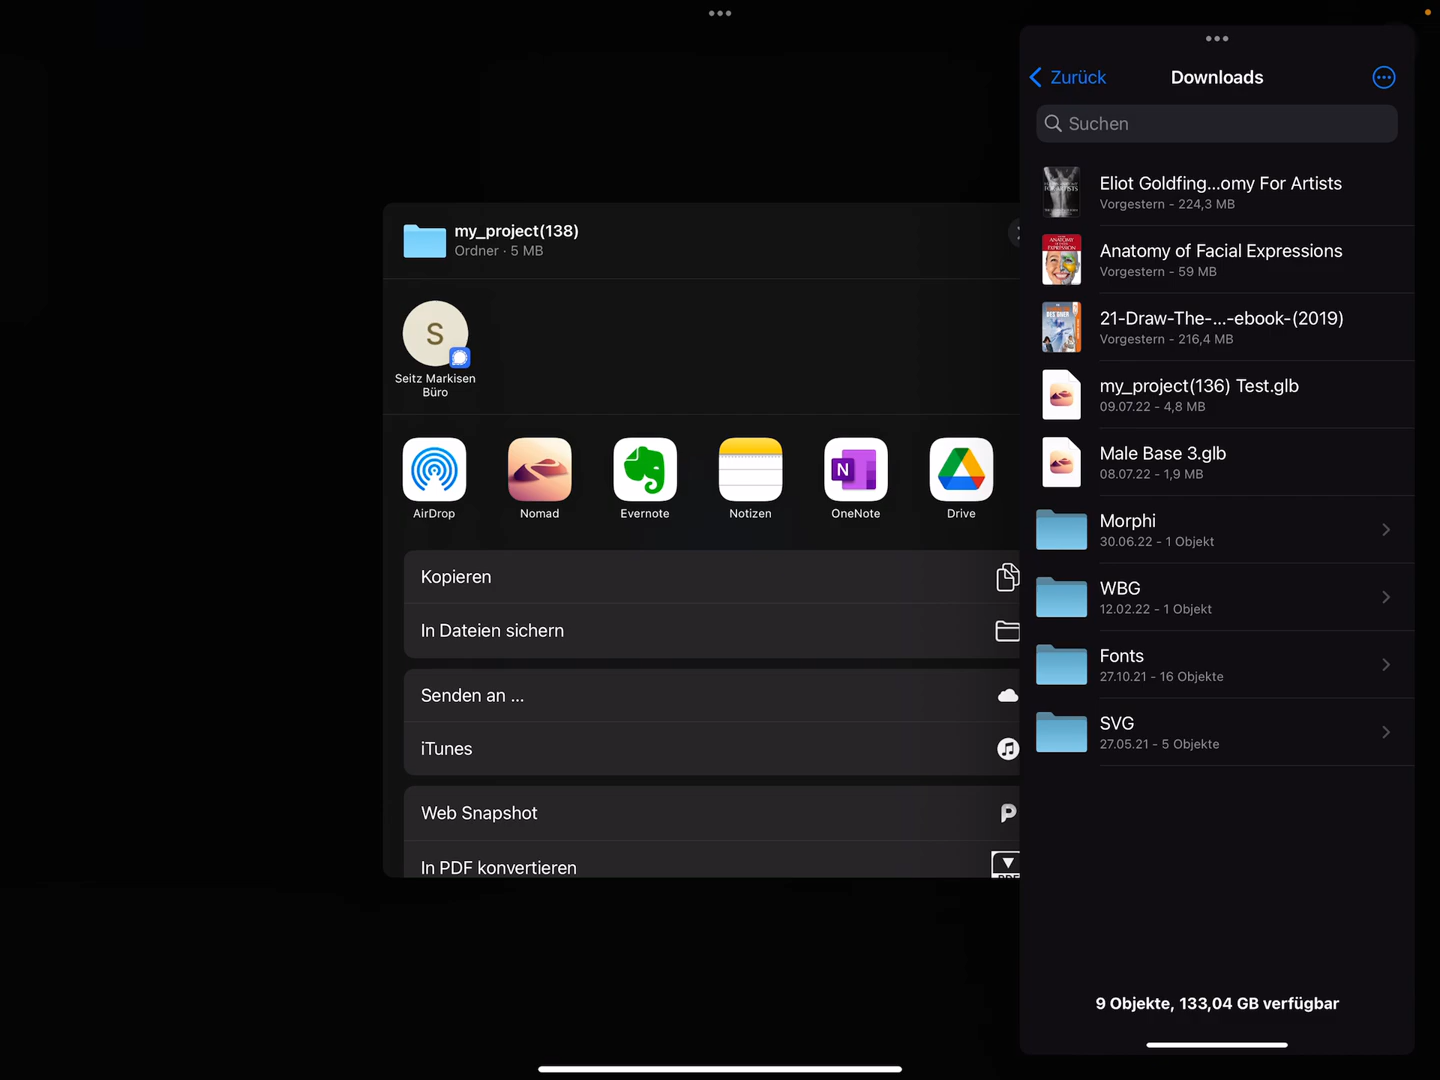 my_project(138)
Ordner · 5 MB
S
Seitz Markisen
Büro
AirDrop
Nomad
Evernote
Notizen
N
OneNote
Drive
Kopieren
In Dateien sichern
Senden an ...
iTunes
Web Snapshot
In PDF konvertieren
Zurück
Downloads
Suchen
Eliot Goldfing...omy For Artists
Vorgestern - 224,3 MB
Anatomy of Facial Expressions
Vorgestern - 59 MB
21-Draw-The-...-ebook-(2019)
Vorgestern - 216,4 MB
my_project(136) Test.glb
09.07.22 - 4,8 MB
Male Base 3.glb
08.07.22 - 1,9 MB
Morphi
30.06.22 - 1 Objekt
WBG
12.02.22 - 1 Objekt
Fonts
27.10.21 - 16 Objekte
SVG
27.05.21 - 5 Objekte
9 Objekte, 133,04 GB verfügbar